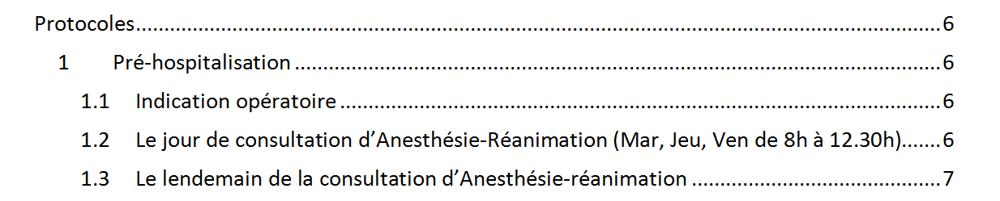 Protocoles............................................................................................................................................6
1 Pré-hospitalisation ................................................................................................................6
1.1 Indication opératoire .........................................................................................................6
1.2 Le jour de consultation d’Anesthésie-Réanimation (Mar, Jeu, Ven de 8h à 12.30h).......6
1.3 Le lendemain de la consultation d’Anesthésie-réanimation ...........................................7